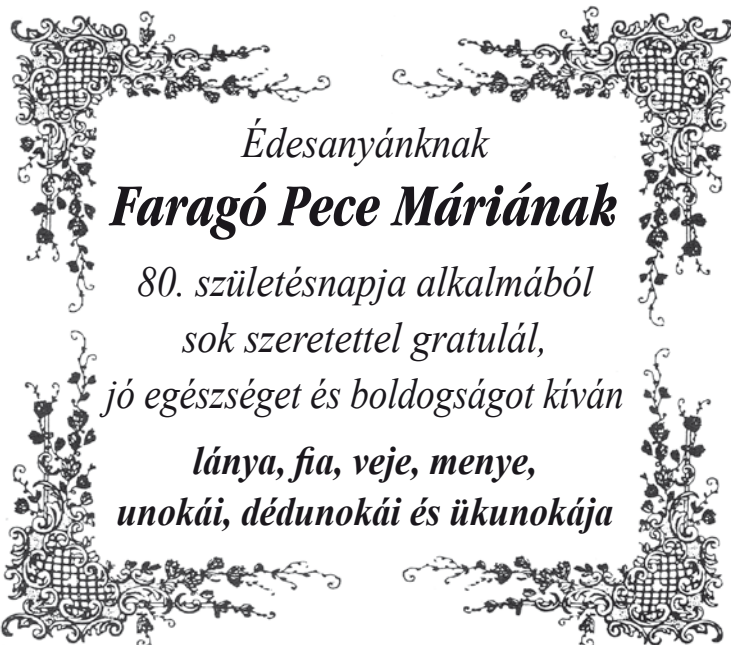 Édesanyánknak
Faragó Pece Máriának
80. születésnapja alkalmából
sok szeretettel gratulál,
jó egészséget és boldogságot kíván
lánya, fia, veje, menye,
unokái, dédunokái és ükunokája